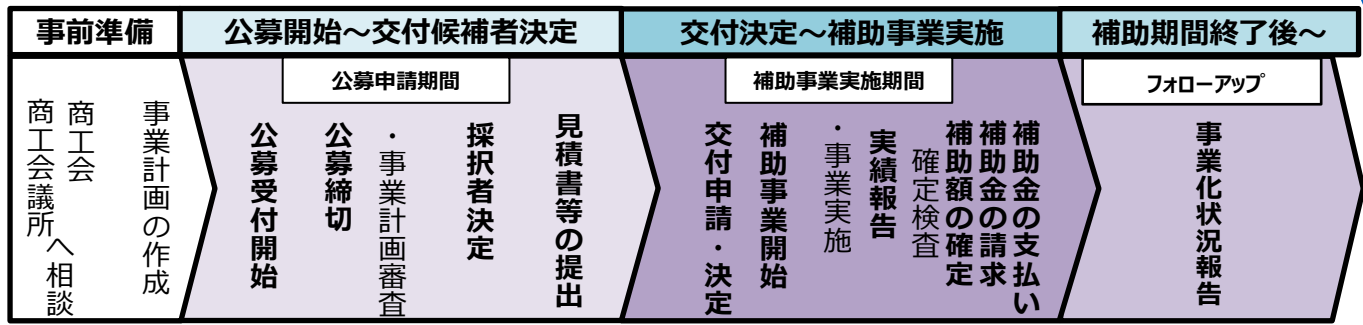 事前準備
公募開始～交付候補者決定
交付決定～補助事業実施
補助期間終了後～
公募申請期間
補助事業実施期間
フォローアップ
商工会議所
商工会
へ相談
事業計画の作成
公募受付開始
公募締切
・事業計画審査
採択者決定
見積書等の提出
交付申請・決定
補助事業開始
・事業実施
実績報告
確定検査
補助額の確定
補助金の請求
補助金の支払い
事業化状況報告